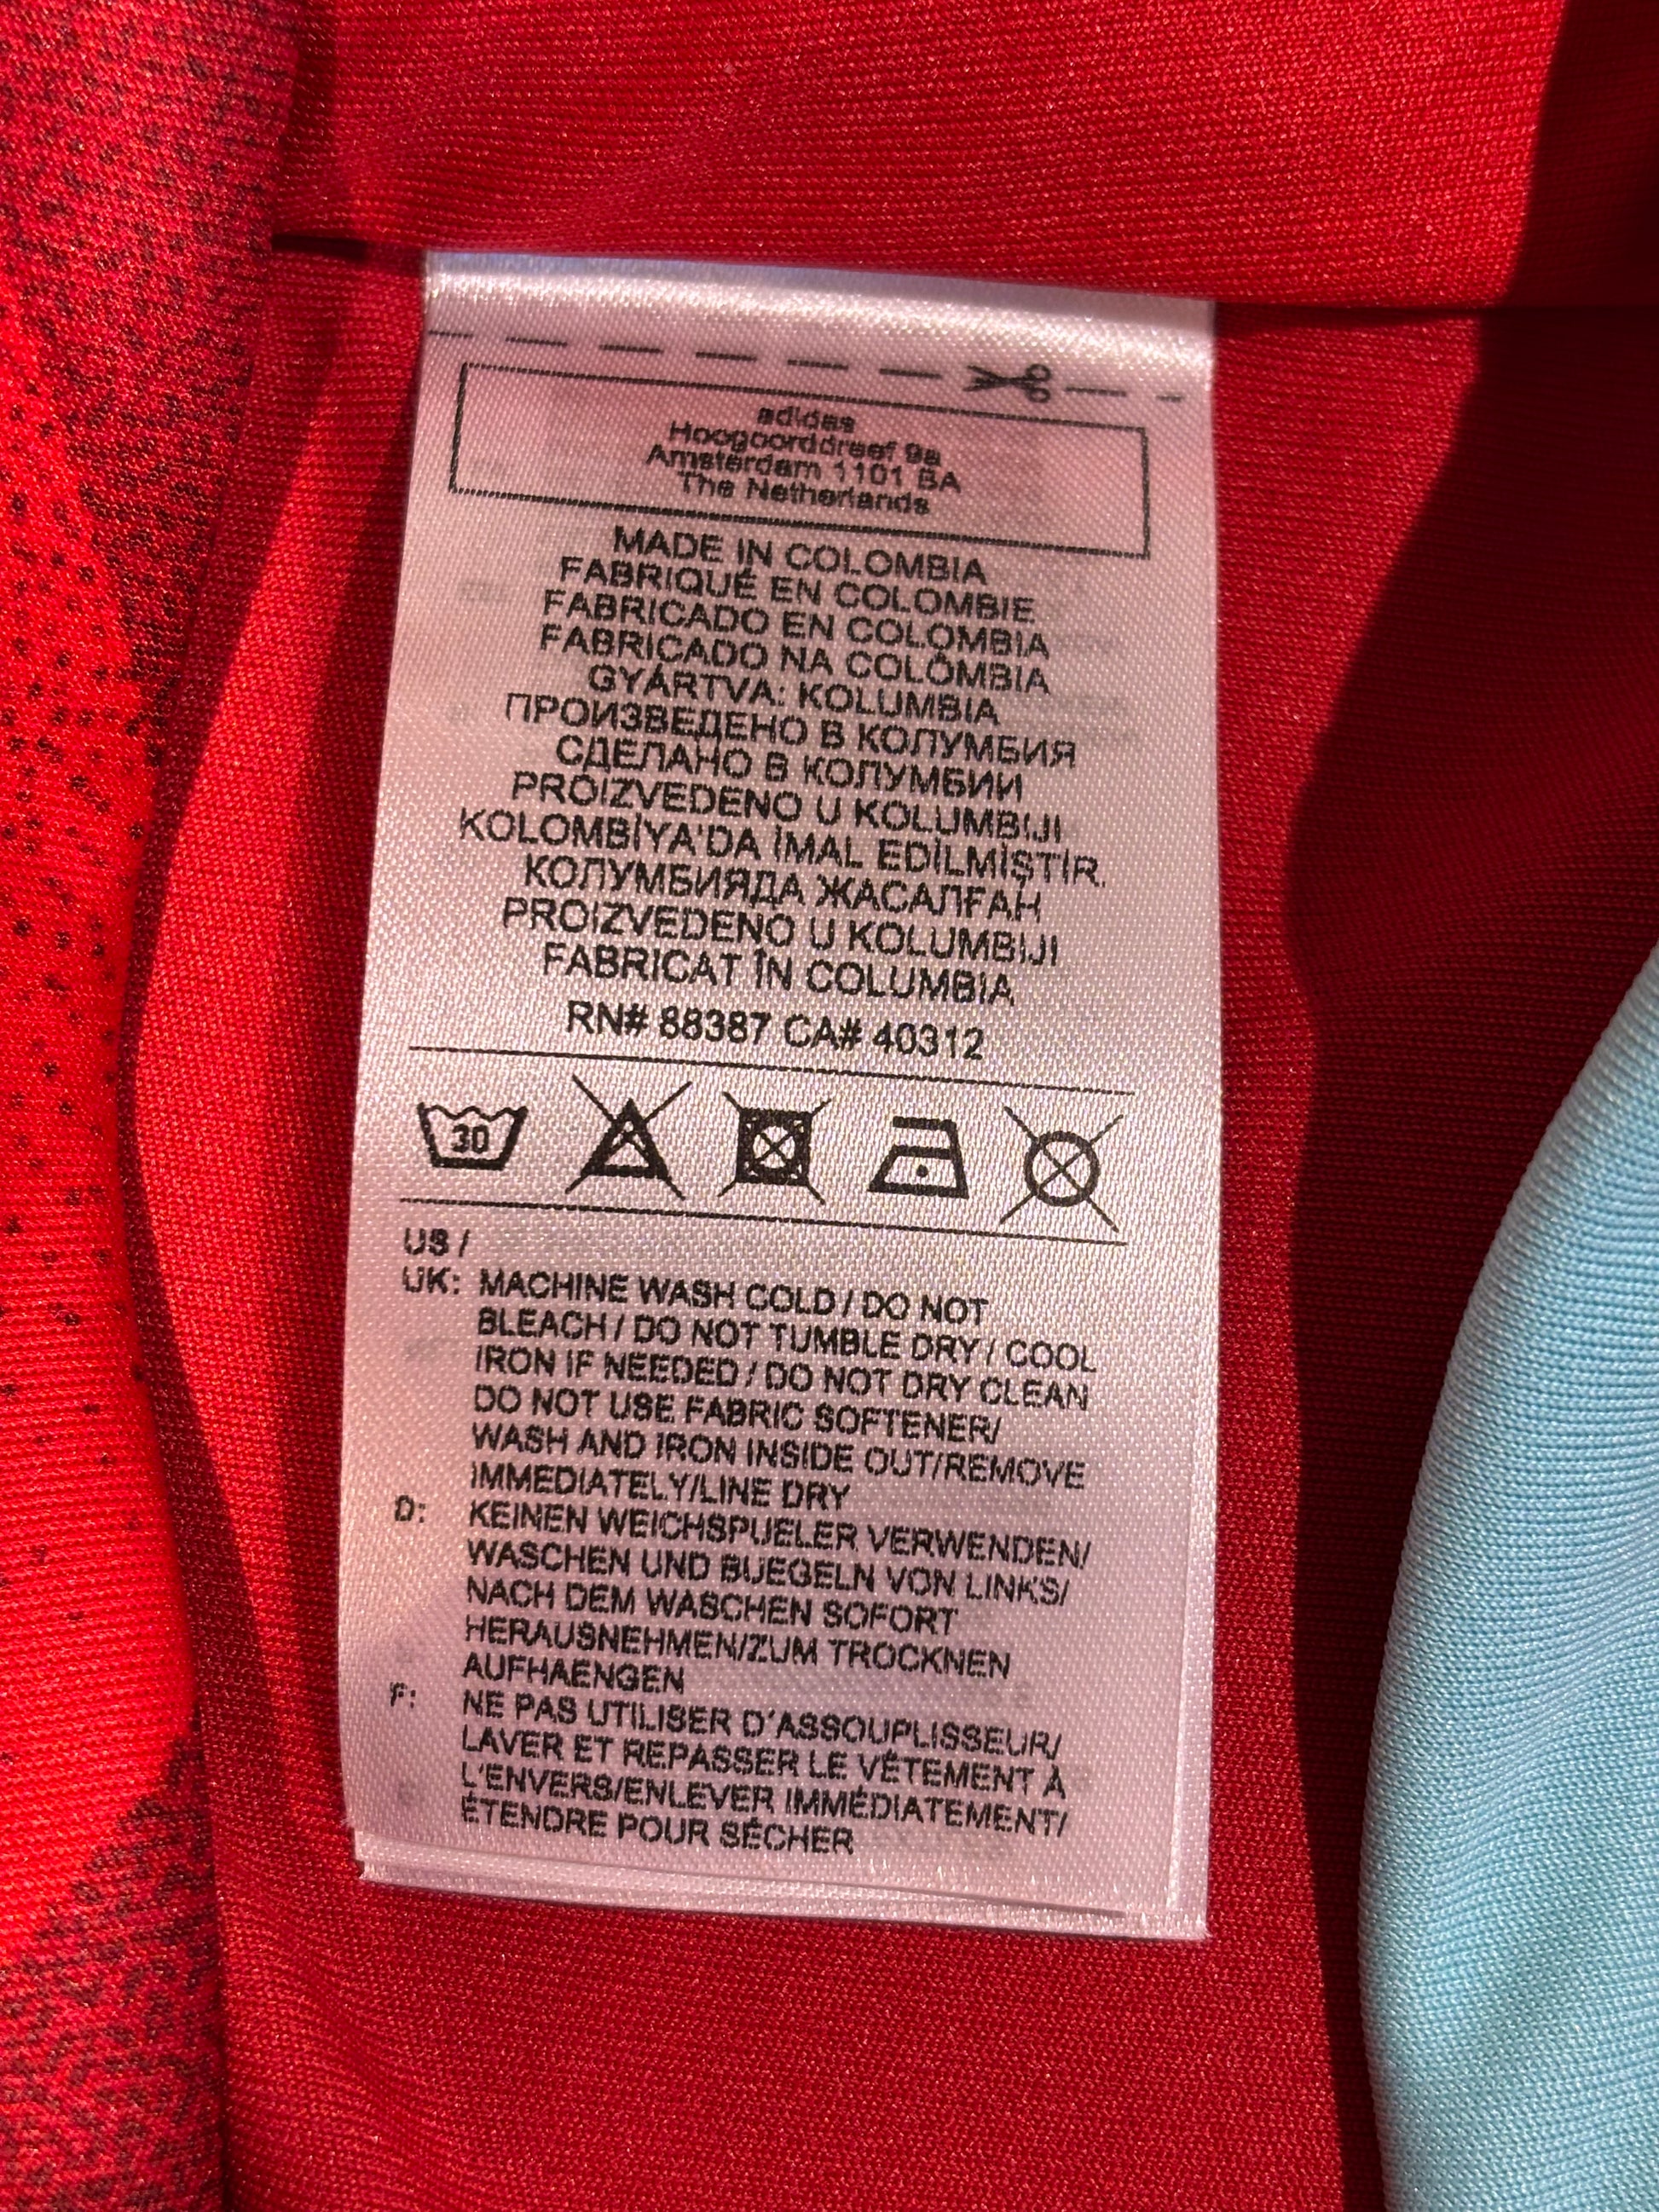 adidas
Hoogoorddreef 9a
Amsterdam 1101 BA
The Netherlands
MADE IN COLOMBIA
FABRIQUÉ EN COLOMBIE
FABRICADO EN COLOMBIA
FABRICADO NA COLÔMBIA
GYÁRTVA: KOLUMBIA
ПРОИЗВЕДЕНО В КОЛУМБИЯ
СДЕЛАНО В КОЛУМБИИ
PROIZVEDENO U KOLUMBIJI
KOLOMBİYA'DA İMAL EDİLMİŞTİR.
КОЛУМБИЯДА ЖАСАЛҒАН
PROIZVEDENO U KOLUMBIJI
FABRICAT ÎN COLUMBIA
RN# 88387 CA# 40312
30
US /
UK: MACHINE WASH COLD / DO NOT
BLEACH / DO NOT TUMBLE DRY / COOL
IRON IF NEEDED / DO NOT DRY CLEAN
DO NOT USE FABRIC SOFTENER/
WASH AND IRON INSIDE OUT/REMOVE
IMMEDIATELY/LINE DRY
D: KEINEN WEICHSPUELER VERWENDEN/
WASCHEN UND BUEGELN VON LINKS/
NACH DEM WASCHEN SOFORT
HERAUSNEHMEN/ZUM TROCKNEN
AUFHAENGEN
F: NE PAS UTILISER D'ASSOUPLISSEUR/
LAVER ET REPASSER LE VÊTEMENT À
L'ENVERS/ENLEVER IMMÉDIATEMENT/
ÉTENDRE POUR SÉCHER